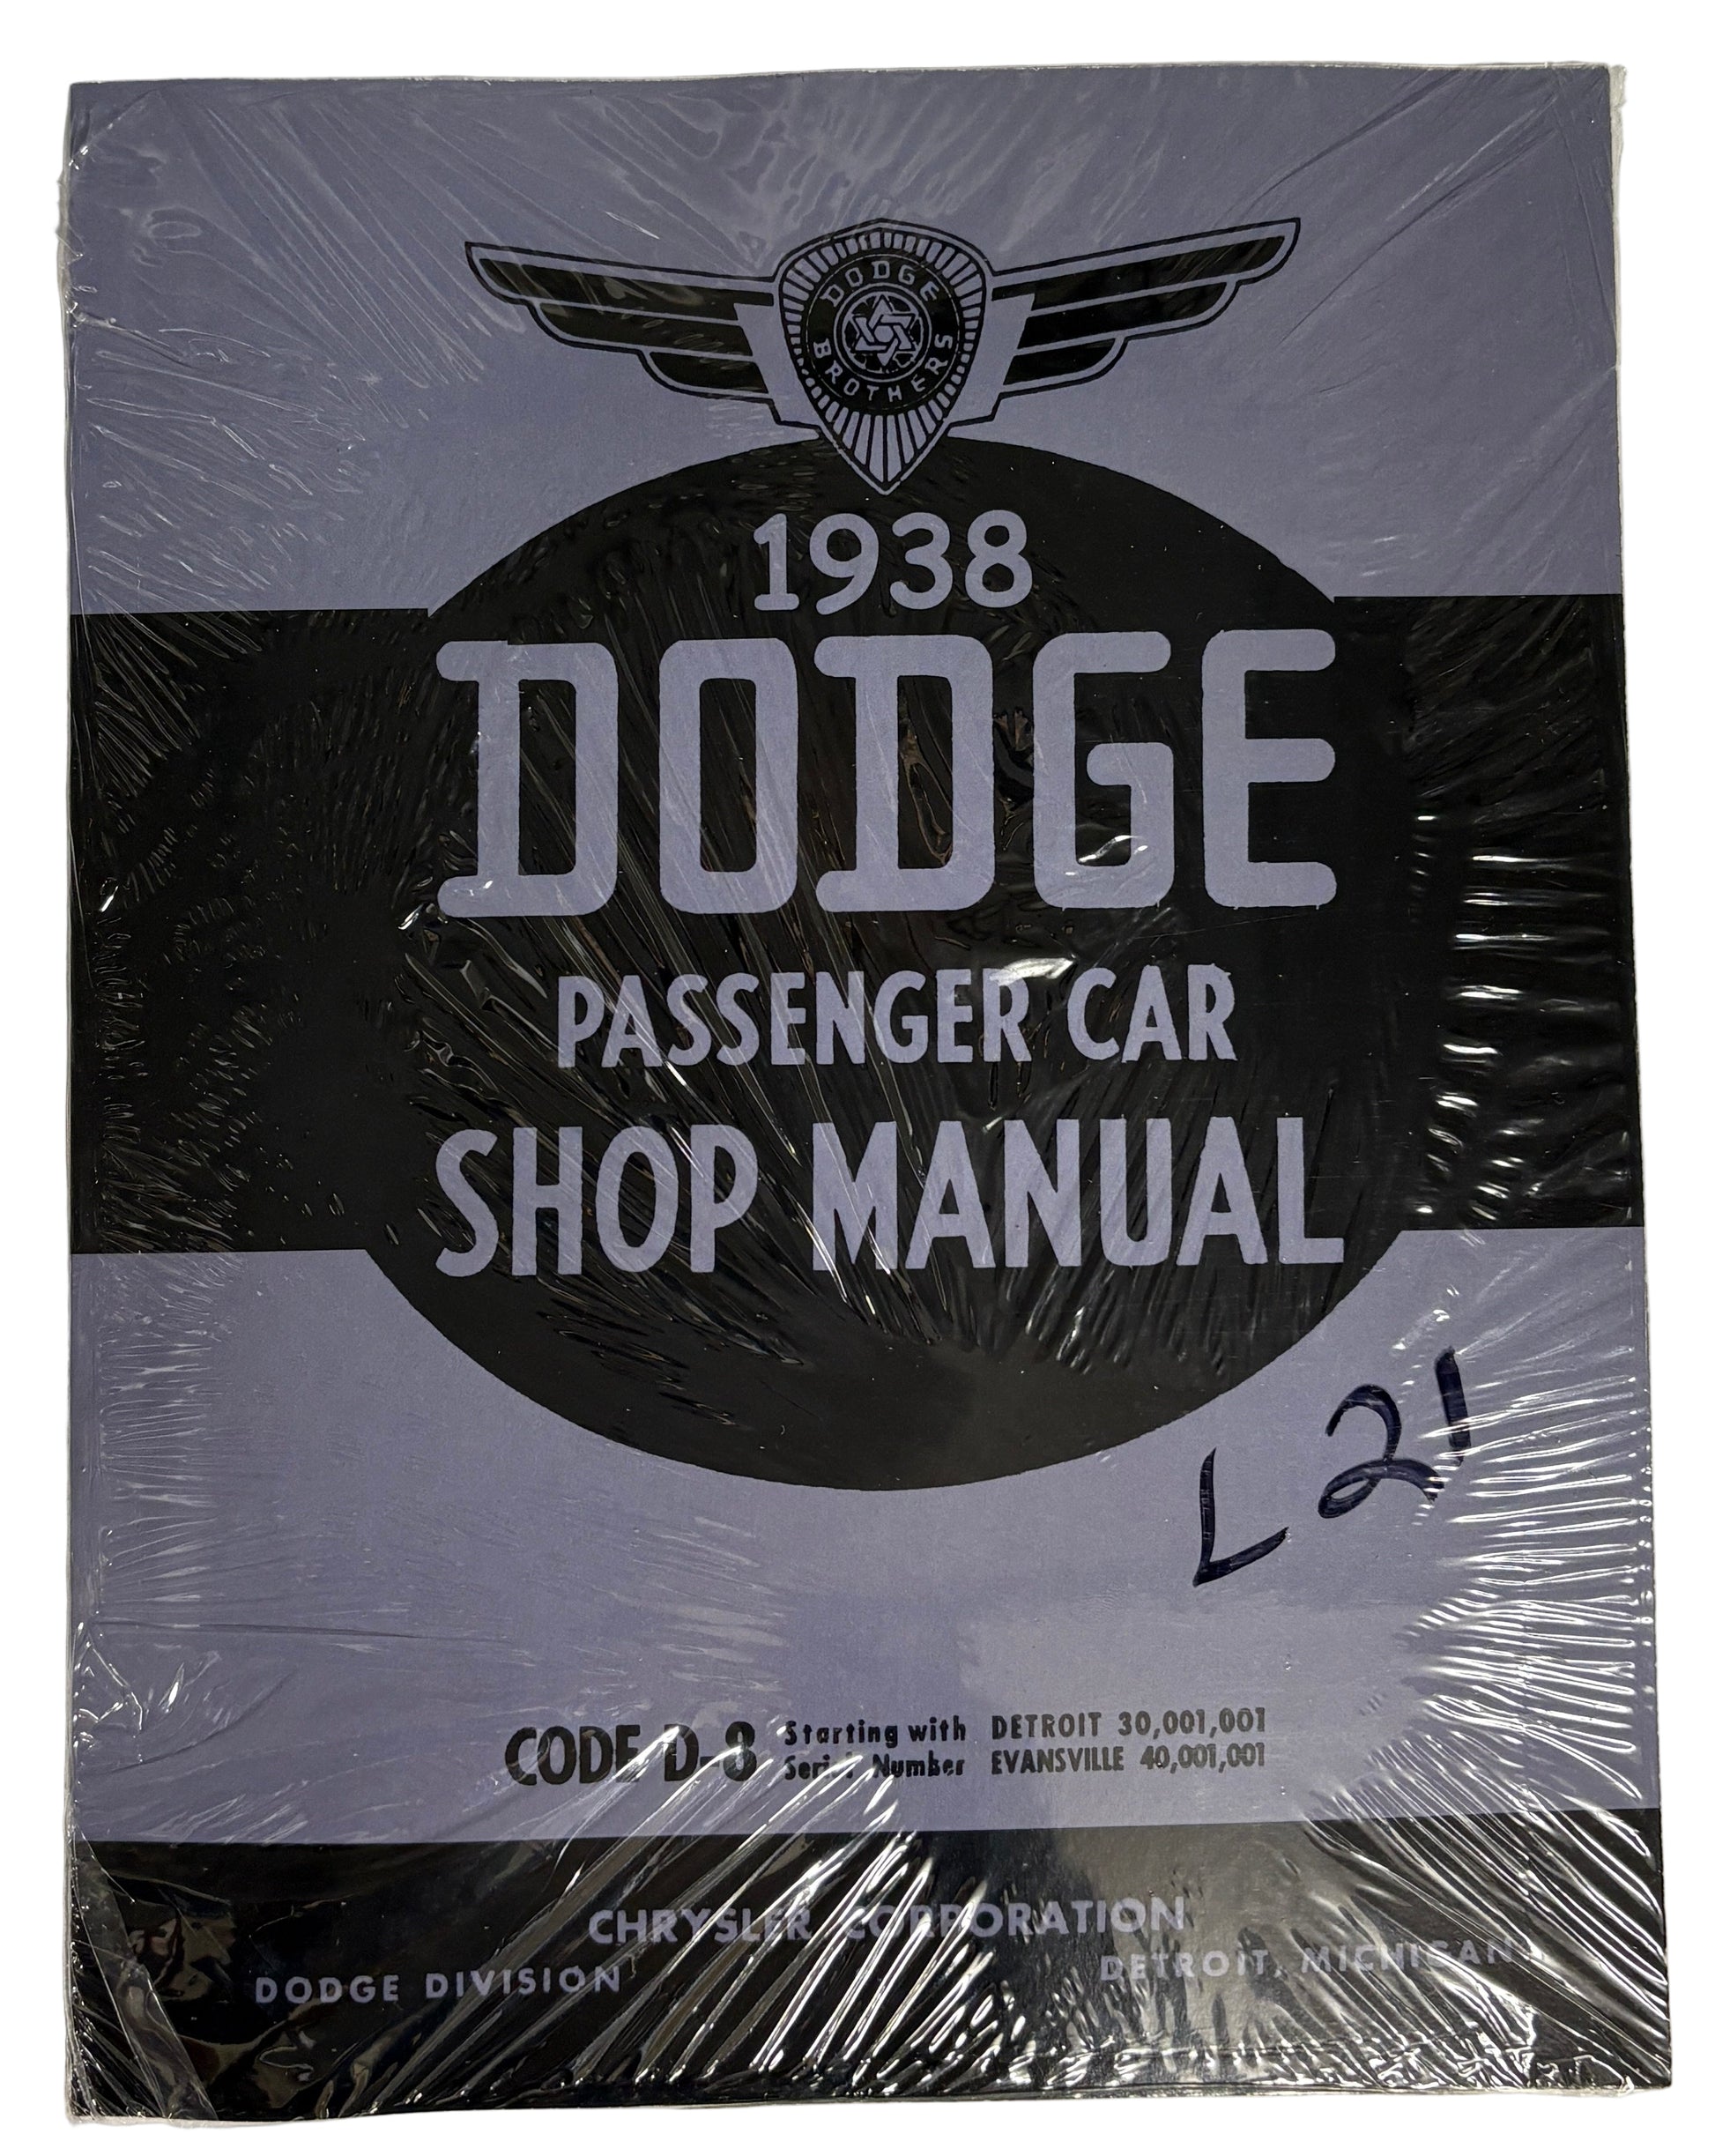 DODGE
BROTHERS
1938
DODGE
PASSENGER CAR
SHOP MANUAL
L21
CODE D-8 Starting with DETROIT 30,001,001
Serial Number EVANSVILLE 40,001,001
CHRYSLER CORPORATION
DODGE DIVISION DETROIT, MICHIGAN